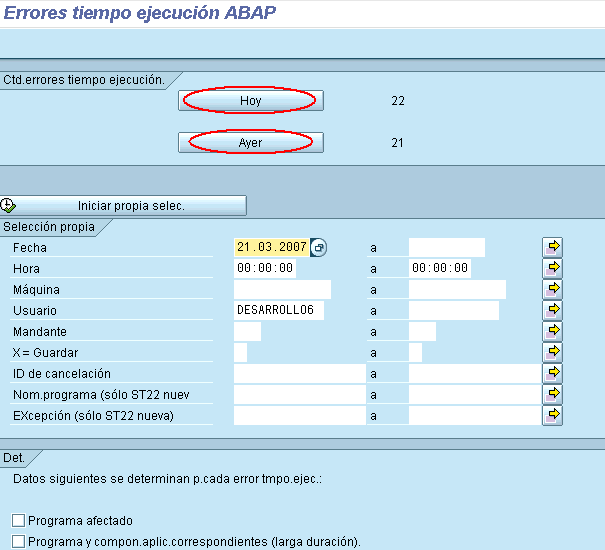 Errores tiempo ejecución ABAP
Ctd.errores tiempo ejecución.
Hoy 22
Ayer 21
Iniciar propia selec.
Selección propia
Fecha 21.03.2007 a
Hora 00:00:00 a 00:00:00
Máquina a
Usuario DESARROLLO6 a
Mandante a
X = Guardar a
ID de cancelación a
Nom.programa (sólo ST22 nuev a
EXcepción (sólo ST22 nueva) a
Det.
Datos siguientes se determinan p.cada error tmpo.ejec.:
Programa afectado
Programa y compon.aplic.correspondientes (larga duración).